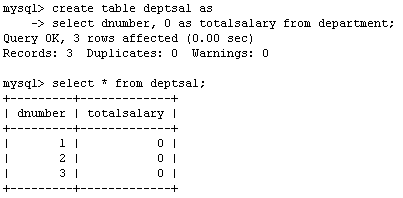 mysql> create table deptsal as
    -> select dnumber, 0 as totalsalary from department;
Query OK, 3 rows affected (0.00 sec)
Records: 3  Duplicates: 0  Warnings: 0

mysql> select * from deptsal;
+---------+-------------+
| dnumber | totalsalary |
+---------+-------------+
|       1 |           0 |
|       2 |           0 |
|       3 |           0 |
+---------+-------------+